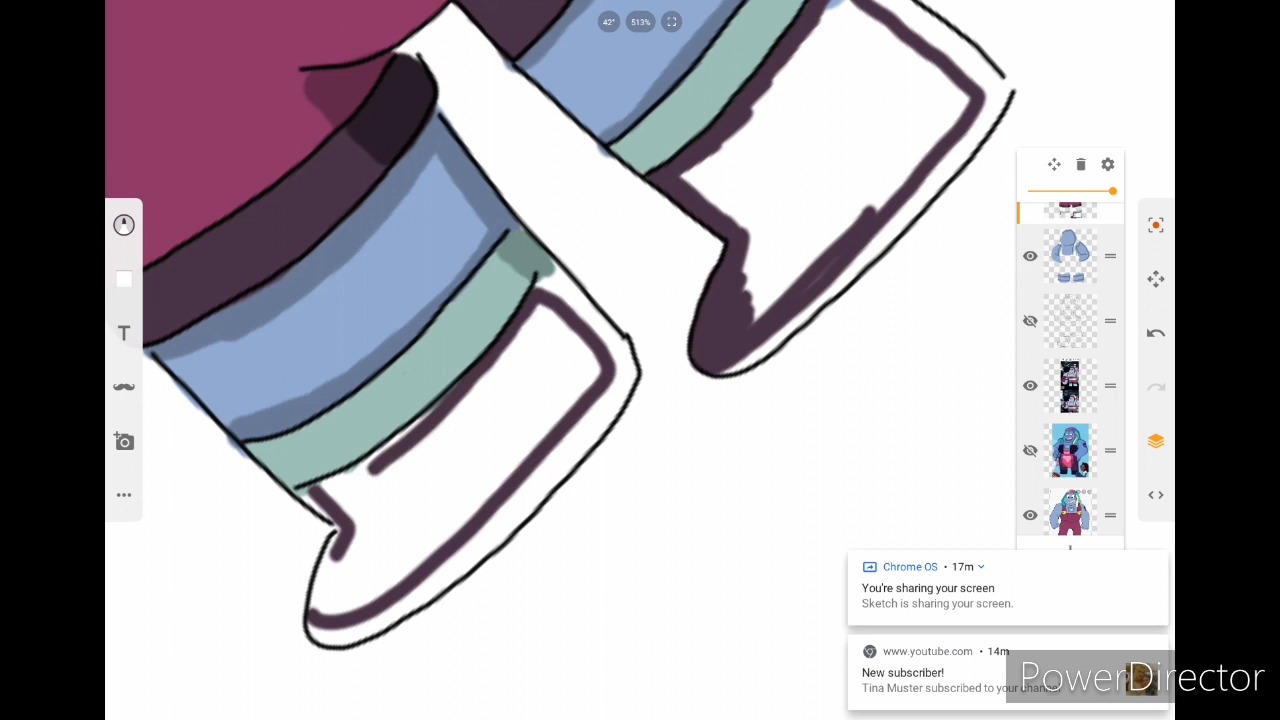 42° 513%
T
Chrome OS • 17m
You're sharing your screen
Sketch is sharing your screen.
www.youtube.com • 14m
New subscriber!
Tina Muster subscribed to your channel
PowerDirector